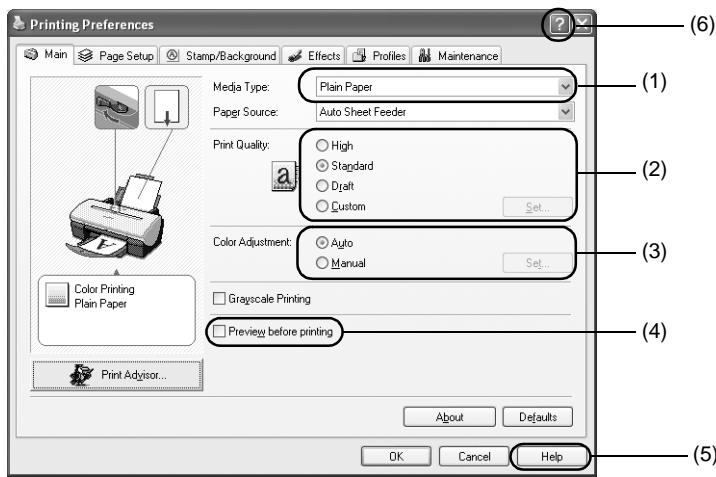 Printing Preferences
? X
(6)
Main Page Setup Stamp/Background Effects Profiles Maintenance
Media Type: Plain Paper
(1)
Paper Source: Auto Sheet Feeder
Print Quality:
High
a
Standard
(2)
Draft
Custom Set...
Color Adjustment:
Auto
(3)
Manual Set...
Color Printing
Plain Paper
Grayscale Printing
Preview before printing
(4)
Print Advisor...
About Defaults
OK Cancel Help
(5)